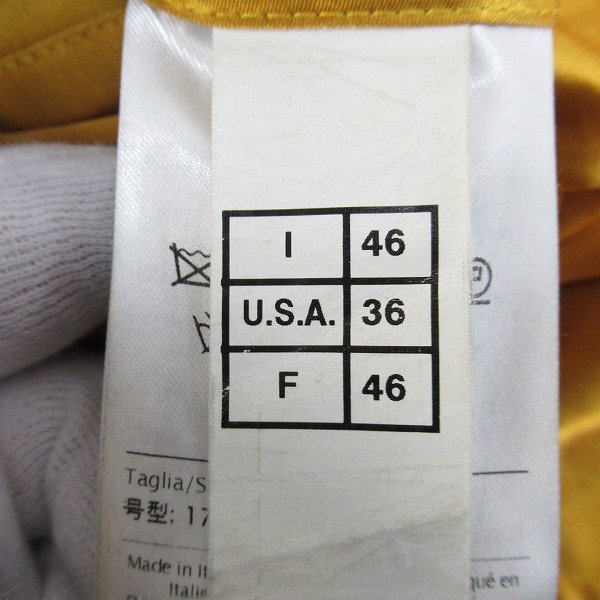 I 46
U.S.A. 36
F 46
Taglia/S
号型: 17
Made in It
Italie
qué en